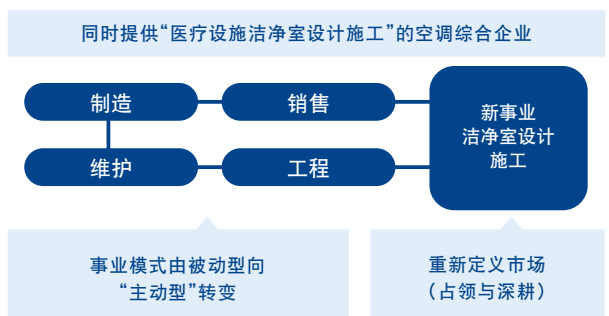 同时提供“医疗设施洁净室设计施工”的空调综合企业
制造
销售
新事业
洁净室设计
施工
维护
工程
事业模式由被动型向
“主动型”转变
重新定义市场
（占领与深耕）